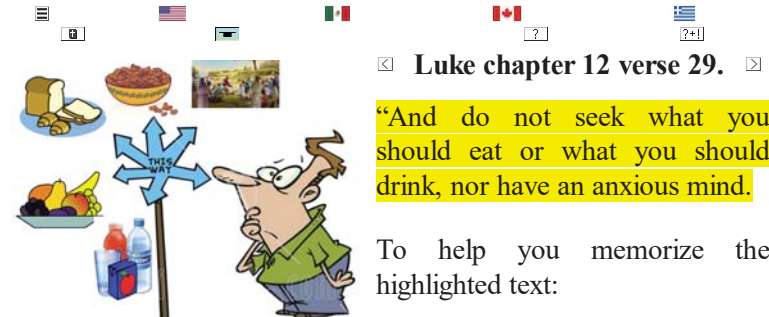 ?
?+!
Luke chapter 12 verse 29.
“And do not seek what you
should eat or what you should
drink, nor have an anxious mind.
To help you memorize the
highlighted text:
THIS
WAY